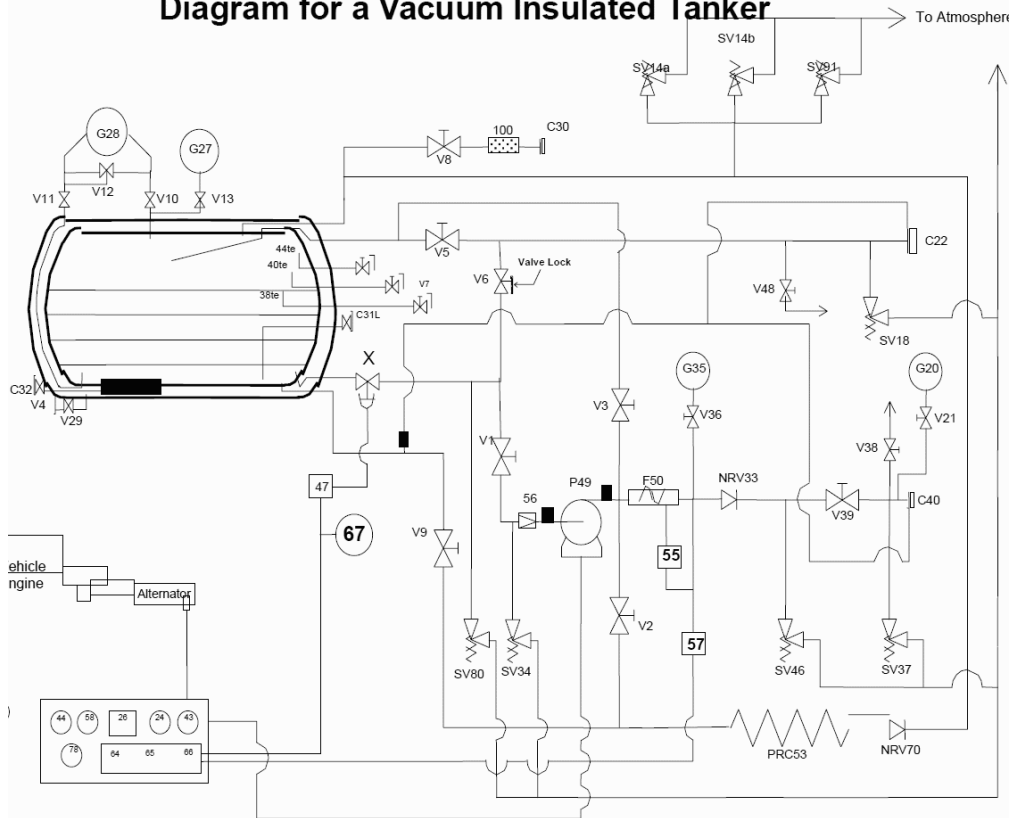 Diagram for a Vacuum Insulated Tanker
To Atmosphere
SV14b
SV14a
SV91
G28
G27
100
C30
V8
V11
V12
V10
V13
44te
40te
38te
V7
C31L
V5
V6
Valve Lock
C22
V48
SV18
X
C32
V4
V29
G35
G20
V3
V36
V21
V38
V1
47
67
P49
F50
NRV33
56
V39
C40
V9
55
ehicle
ngine
Alternator
V2
57
SV80
SV34
SV46
SV37
44
58
26
24
43
78
64
65
66
PRC53
NRV70